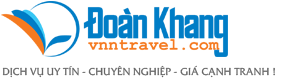 Đoàn Khang
vnntravel.com
DỊCH VỤ UY TÍN - CHUYÊN NGHIỆP - GIÁ CẠNH TRANH !